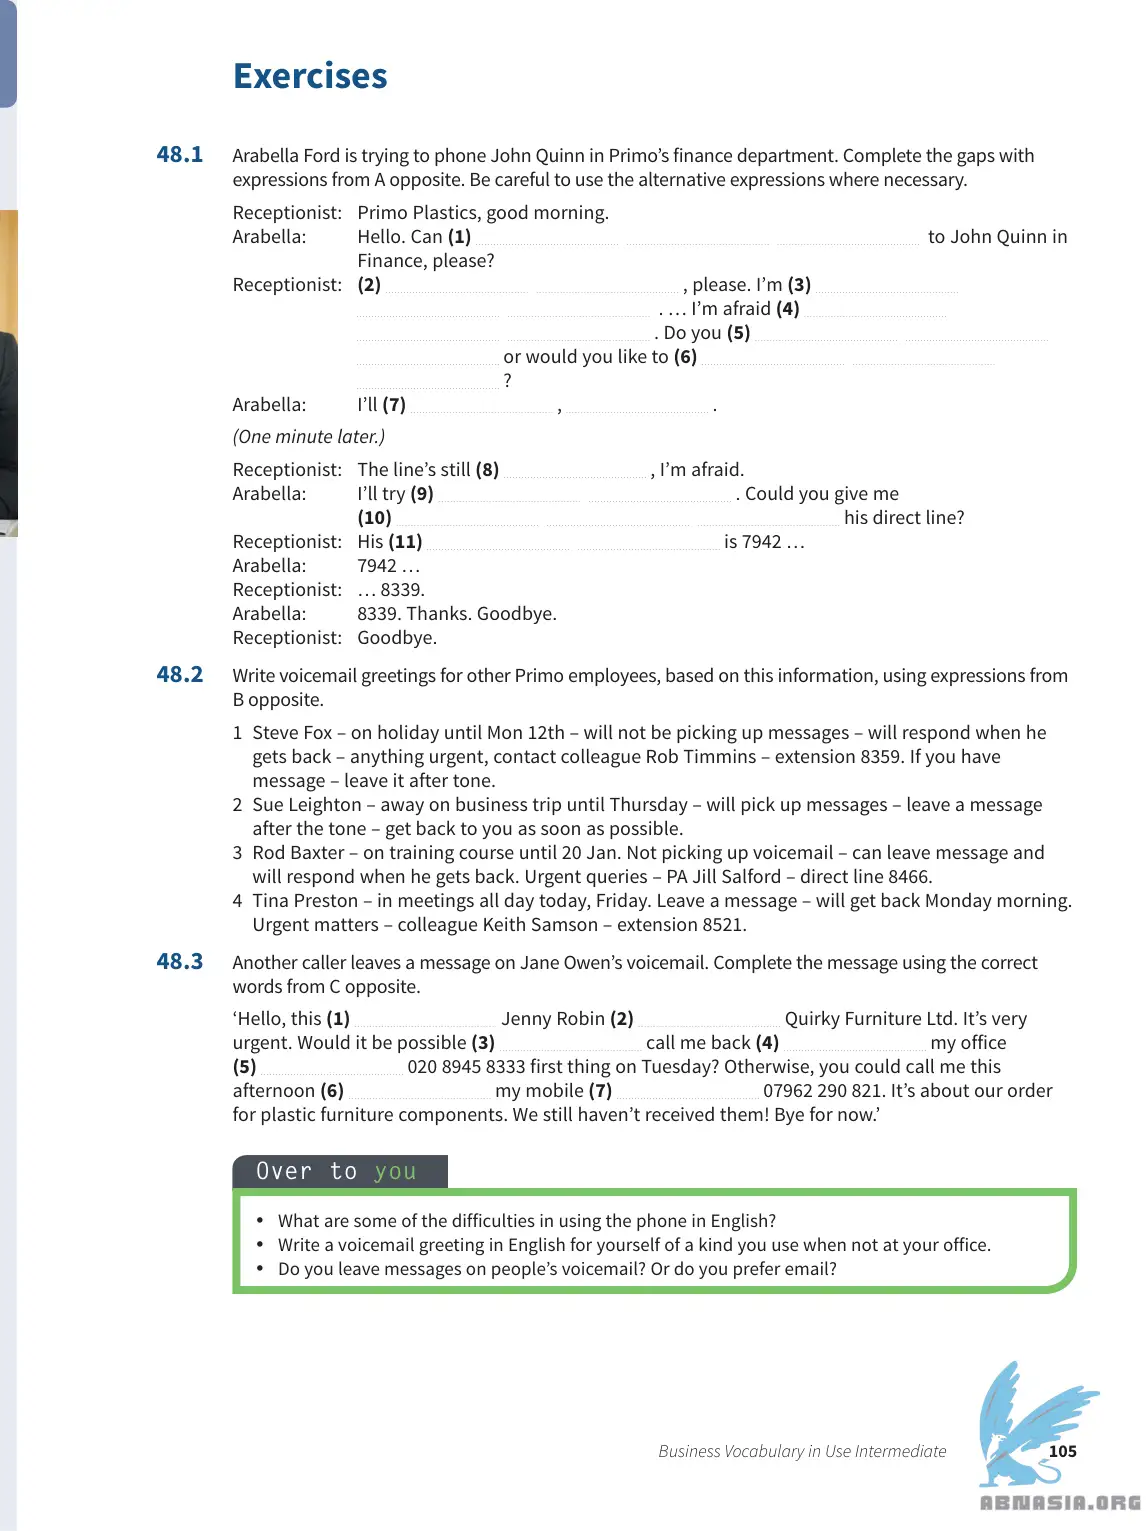 Exercises
48.1 Arabella Ford is trying to phone John Quinn in Primo's finance department. Complete the gaps with
expressions from A opposite. Be careful to use the alternative expressions where necessary.
Receptionist: Primo Plastics, good morning.
Arabella: Hello. Can (1) to John Quinn in
Finance, please?
Receptionist: (2) , please. I'm (3)
. … I'm afraid (4)
. Do you (5)
or would you like to (6)
?
Arabella: I'll (7) , .
(One minute later.)
Receptionist: The line's still (8) , I'm afraid.
Arabella: I'll try (9) . Could you give me
(10) his direct line?
Receptionist: His (11) is 7942 …
Arabella: 7942 …
Receptionist: … 8339.
Arabella: 8339. Thanks. Goodbye.
Receptionist: Goodbye.
48.2 Write voicemail greetings for other Primo employees, based on this information, using expressions from
B opposite.
1 Steve Fox – on holiday until Mon 12th – will not be picking up messages – will respond when he
gets back – anything urgent, contact colleague Rob Timmins – extension 8359. If you have
message – leave it after tone.
2 Sue Leighton – away on business trip until Thursday – will pick up messages – leave a message
after the tone – get back to you as soon as possible.
3 Rod Baxter – on training course until 20 Jan. Not picking up voicemail – can leave message and
will respond when he gets back. Urgent queries – PA Jill Salford – direct line 8466.
4 Tina Preston – in meetings all day today, Friday. Leave a message – will get back Monday morning.
Urgent matters – colleague Keith Samson – extension 8521.
48.3 Another caller leaves a message on Jane Owen's voicemail. Complete the message using the correct
words from C opposite.
'Hello, this (1) Jenny Robin (2) Quirky Furniture Ltd. It's very
urgent. Would it be possible (3) call me back (4) my office
(5) 020 8945 8333 first thing on Tuesday? Otherwise, you could call me this
afternoon (6) my mobile (7) 07962 290 821. It's about our order
for plastic furniture components. We still haven't received them! Bye for now.'
Over to you
• What are some of the difficulties in using the phone in English?
• Write a voicemail greeting in English for yourself of a kind you use when not at your office.
• Do you leave messages on people's voicemail? Or do you prefer email?
Business Vocabulary in Use Intermediate 105
ABNASIA.ORG